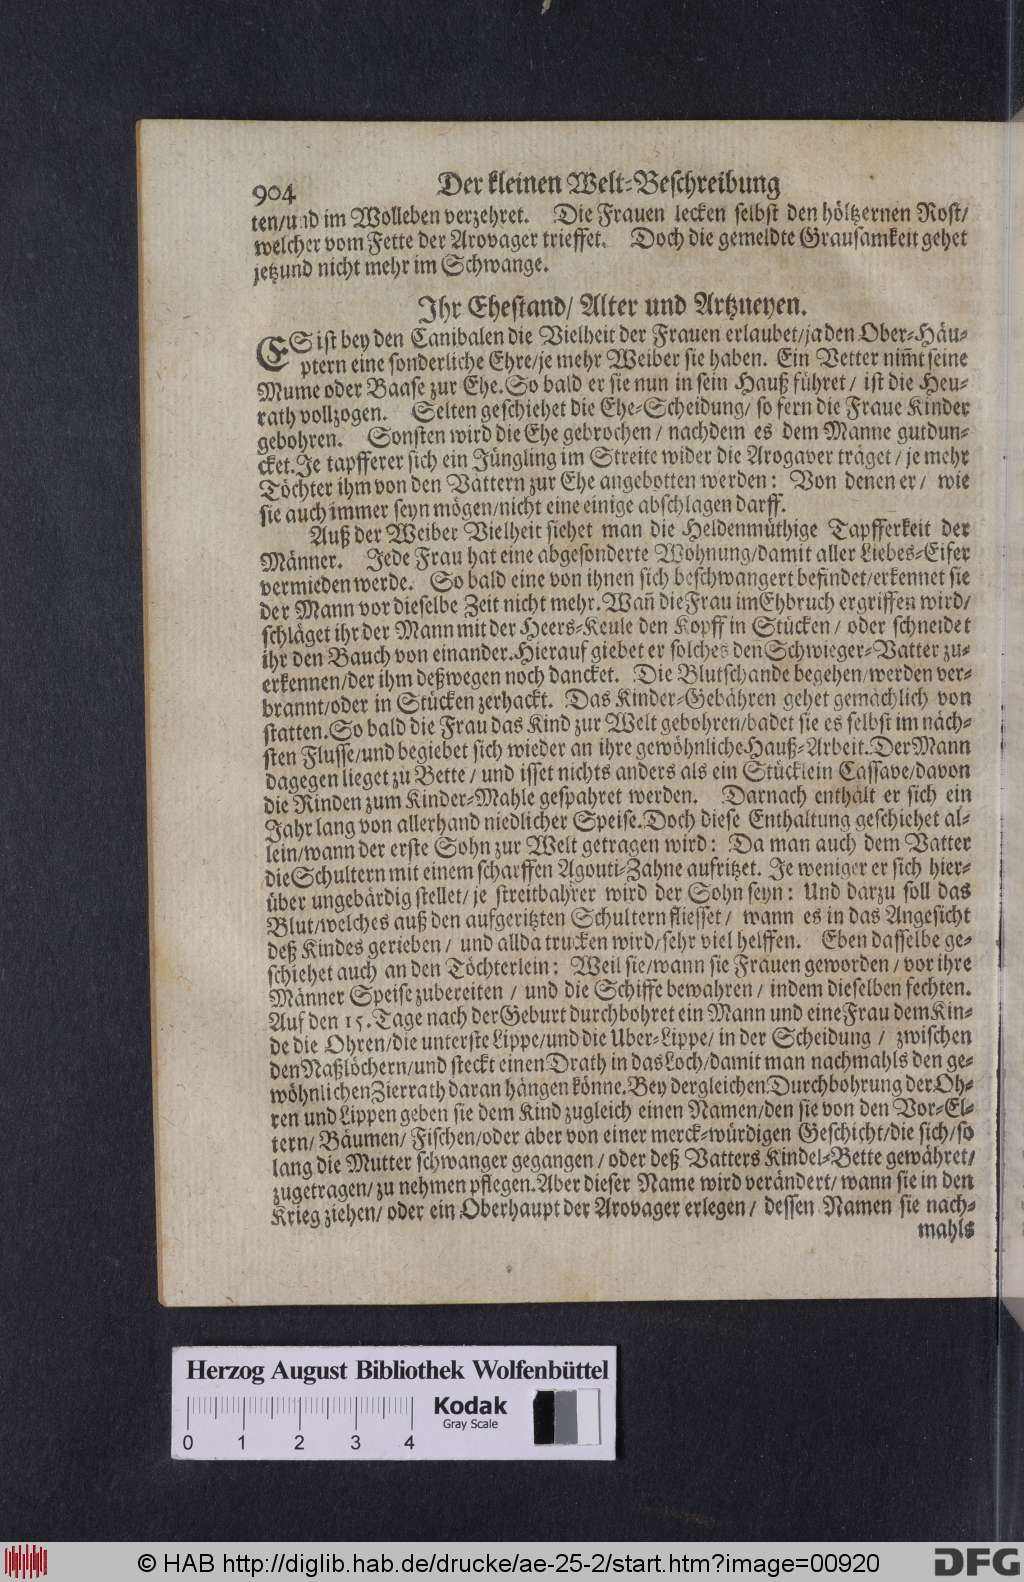 904 Der kleinen Welt-Beschreibung
ten/und im Wolleben verzehret. Die Frauen lecken selbst den höltzernen Rost/
welcher vom Fette der Arovager trieffet. Doch die gemeldte Grausamkeit gehet
jetzund nicht mehr im Schwange.
Ihr Ehestand/ Alter und Artzneyen.
ES ist bey den Canibalen die Vielheit der Frauen erlaubet/ja den Ober-Häu-
ptern eine sonderliche Ehre/je mehr Weiber sie haben. Ein Vetter nim̃t seine
Mume oder Baase zur Ehe. So bald er sie nun in sein Hauß führet/ ist die Heu-
rath vollzogen. Selten geschiehet die Ehe-Scheidung/ so fern die Fraue Kinder
gebohren. Sonsten wird die Ehe gebrochen/ nachdem es dem Manne gutdun-
cket. Je tapfferer sich ein Jüngling im Streite wider die Arogaver träget/ je mehr
Töchter ihm von den Vättern zur Ehe angebotten werden: Von denen er/ wie
sie auch immer seyn mögen/nicht eine einige abschlagen darff.
Auß der Weiber Vielheit siehet man die Heldenmüthige Tapfferkeit der
Männer. Jede Frau hat eine abgesonderte Wohnung/damit aller Liebes-Eifer
vermieden werde. So bald eine von ihnen sich beschwangert befindet/erkennet sie
der Mann vor dieselbe Zeit nicht mehr. Wañ die Frau im Ehbruch ergriffen wird/
schläget ihr der Mann mit der Heers-Keule den Kopff in Stücken/ oder schneidet
ihr den Bauch von einander. Hierauf giebet er solches den Schwieger-Vatter zu-
erkennen/der ihm deßwegen noch dancket. Die Blutschande begehen/werden ver-
brannt/oder in Stücken zerhackt. Das Kinder-Gebähren gehet gemächlich von
statten. So bald die Frau das Kind zur Welt gebohren/badet sie es selbst im näch-
sten Flusse/und begiebet sich wieder an ihre gewöhnliche Hauß-Arbeit. Der Mann
dagegen lieget zu Bette/ und isset nichts anders als ein Stücklein Cassave/davon
die Rinden zum Kinder-Mahle gespahret werden. Darnach enthält er sich ein
Jahr lang von allerhand niedlicher Speise. Doch diese Enthaltung geschiehet al-
lein/wann der erste Sohn zur Welt getragen wird: Da man auch dem Vatter
die Schultern mit einem scharffen Agouti-Zahne aufritzet. Je weniger er sich hier-
über ungebärdig stellet/ je streitbahrer wird der Sohn seyn: Und darzu soll das
Blut/welches auß den aufgeritzten Schultern fliesset/ wann es in das Angesicht
deß Kindes gerieben/ und allda trucken wird/sehr viel helffen. Eben dasselbe ge-
schiehet auch an den Töchterlein: Weil sie/wann sie Frauen geworden/ vor ihre
Männer Speise zubereiten/ und die Schiffe bewahren/ indem dieselben fechten.
Auf den 15. Tage nach der Geburt durchbohret ein Mann und eine Frau dem Kin-
de die Ohren/die unterste Lippe/und die Uber-Lippe/ in der Scheidung/ zwischen
den Naßlöchern/und steckt einen Drath in das Loch/damit man nachmahls den ge-
wöhnlichen Zierrath daran hängen könne. Bey dergleichen Durchbohrung der Oh-
ren und Lippen geben sie dem Kind zugleich einen Namen/den sie von den Vor-El-
tern/ Bäumen/ Fischen/oder aber von einer merck-würdigen Geschicht/die sich/so
lang die Mutter schwanger gegangen/ oder deß Vatters Kindel-Bette gewähret/
zugetragen/ zu nehmen pflegen. Aber dieser Name wird verändert/ wann sie in den
Krieg ziehen/ oder ein Oberhaupt der Arovager erlegen/ dessen Namen sie nach-
mahls
Herzog August Bibliothek Wolfenbüttel
Kodak
Gray Scale
0 1 2 3 4
© HAB http://diglib.hab.de/drucke/ae-25-2/start.htm?image=00920
DFG